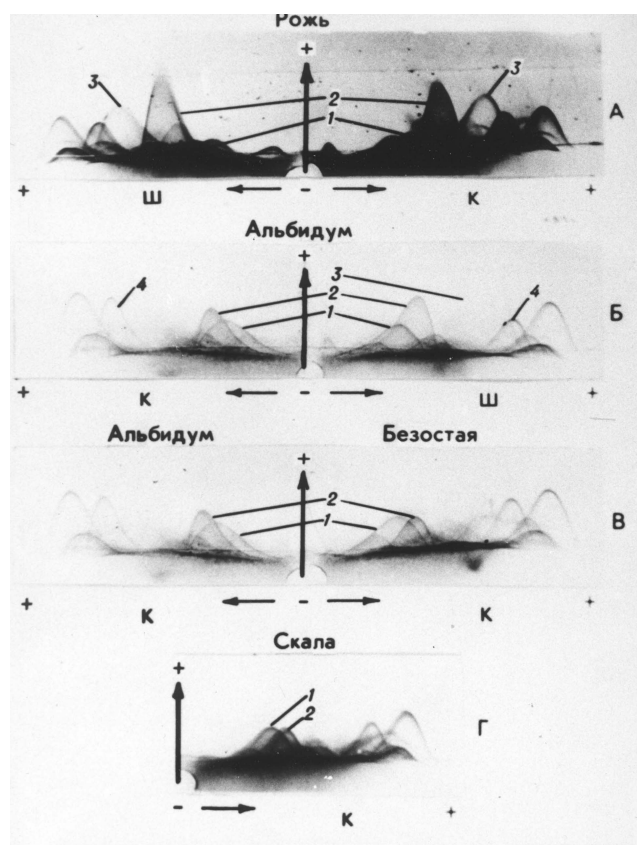 Рожь
+
3
3
2
1
А
+ Ш ← - → К +
Альбидум
+
3
4
2
4
1
Б
+ К ← - → Ш +
Альбидум Безостая
+
2
1
В
+ К ← - → К +
Скала
+
1
2
Г
- → К +